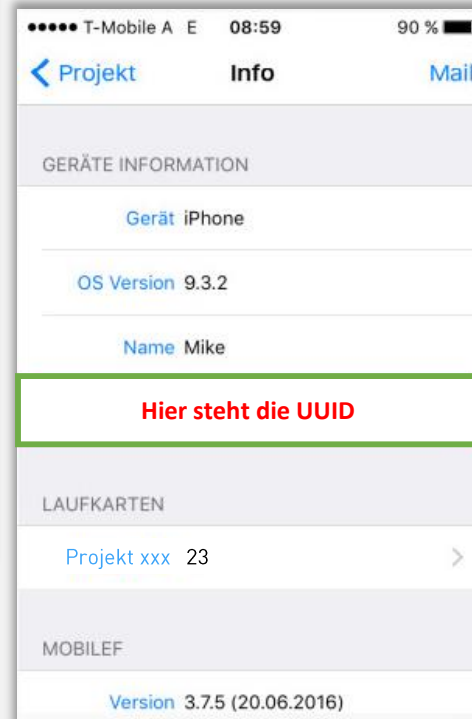 T-Mobile A E 08:59 90 %
Projekt Info Mail
GERÄTE INFORMATION
Gerät iPhone
OS Version 9.3.2
Name Mike
Hier steht die UUID
LAUFKARTEN
Projekt xxx 23
MOBILEF
Version 3.7.5 (20.06.2016)